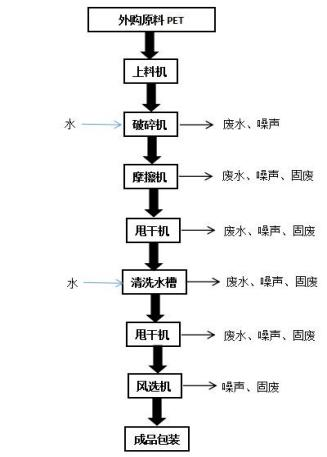 外购原料 PET
上料机
水
破碎机
废水、噪声
摩擦机
废水、噪声、固废
甩干机
废水、噪声、固废
水
清洗水槽
废水、噪声、固废
甩干机
废水、噪声、固废
风选机
噪声、固废
成品包装